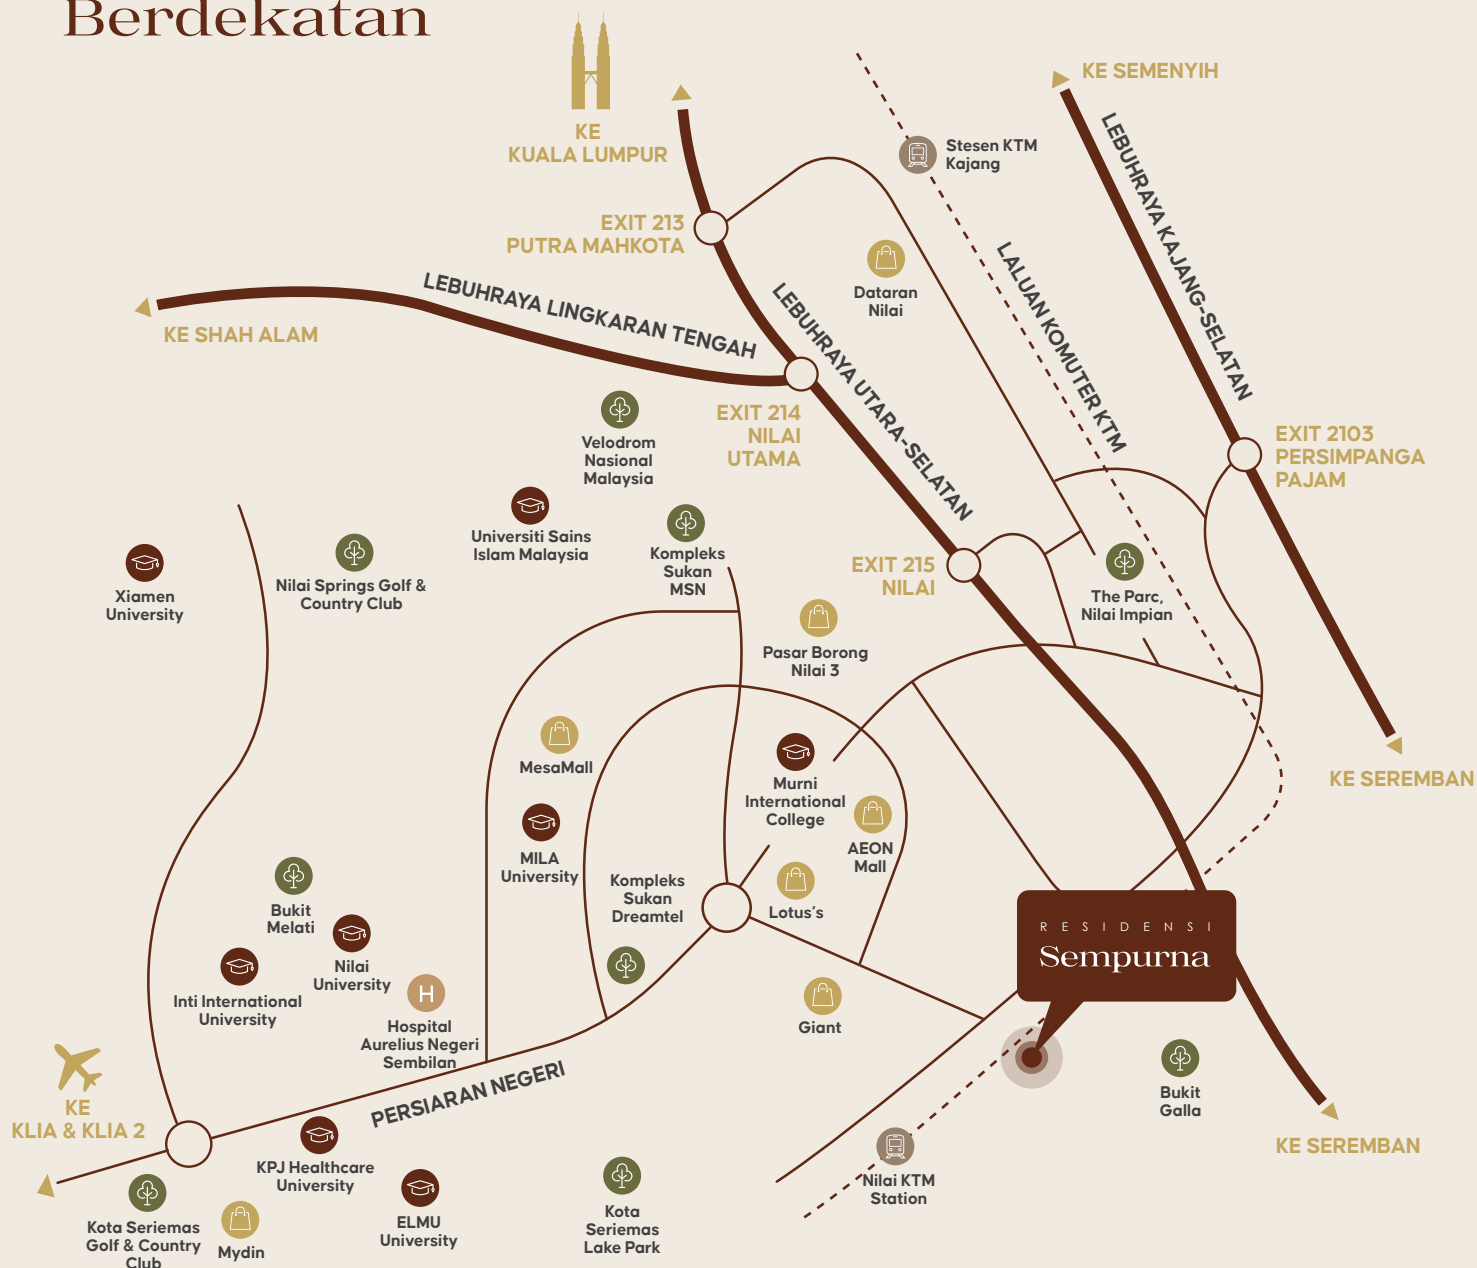 Berdekatan
KE
KUALA LUMPUR
KE SEMENYIH
Stesen KTM
Kajang
LEBUHRAYA KAJANG-SELATAN
EXIT 213
PUTRA MAHKOTA
LALUAN KOMUTER KTM
Dataran
Nilai
LEBUHRAYA LINGKARAN TENGAH
LEBUHRAYA UTARA-SELATAN
KE SHAH ALAM
EXIT 214
NILAI
UTAMA
Velodrom
Nasional
Malaysia
EXIT 2103
PERSIMPANGA
PAJAM
Universiti Sains
Islam Malaysia
Kompleks
Sukan
MSN
EXIT 215
NILAI
Xiamen
University
Nilai Springs Golf &
Country Club
The Parc,
Nilai Impian
Pasar Borong
Nilai 3
MesaMall
Murni
International
College
KE SEREMBAN
MILA
University
AEON
Mall
Kompleks
Sukan
Dreamtel
Lotus's
Bukit
Melati
Nilai
University
Inti International
University
H
Hospital
Aurelius Negeri
Sembilan
RESIDENSI
Sempurna
Giant
PERSIARAN NEGERI
Bukit
Galla
KE
KLIA & KLIA 2
KE SEREMBAN
KPJ Healthcare
University
Nilai KTM
Station
Kota Seriemas
Golf & Country
Club
Mydin
ELMU
University
Kota
Seriemas
Lake Park